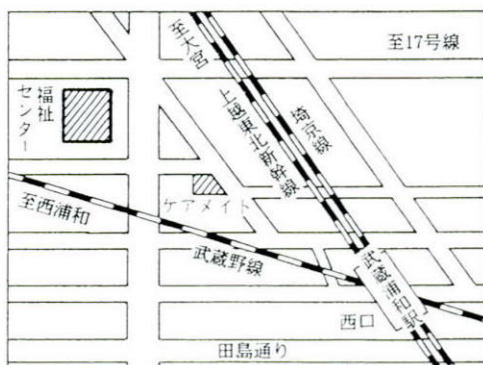 至大宮
至17号線
福祉
センター
上越東北新幹線
埼京線
ケアメイト
至西浦和
武蔵野線
武蔵浦和駅
西口
田島通り